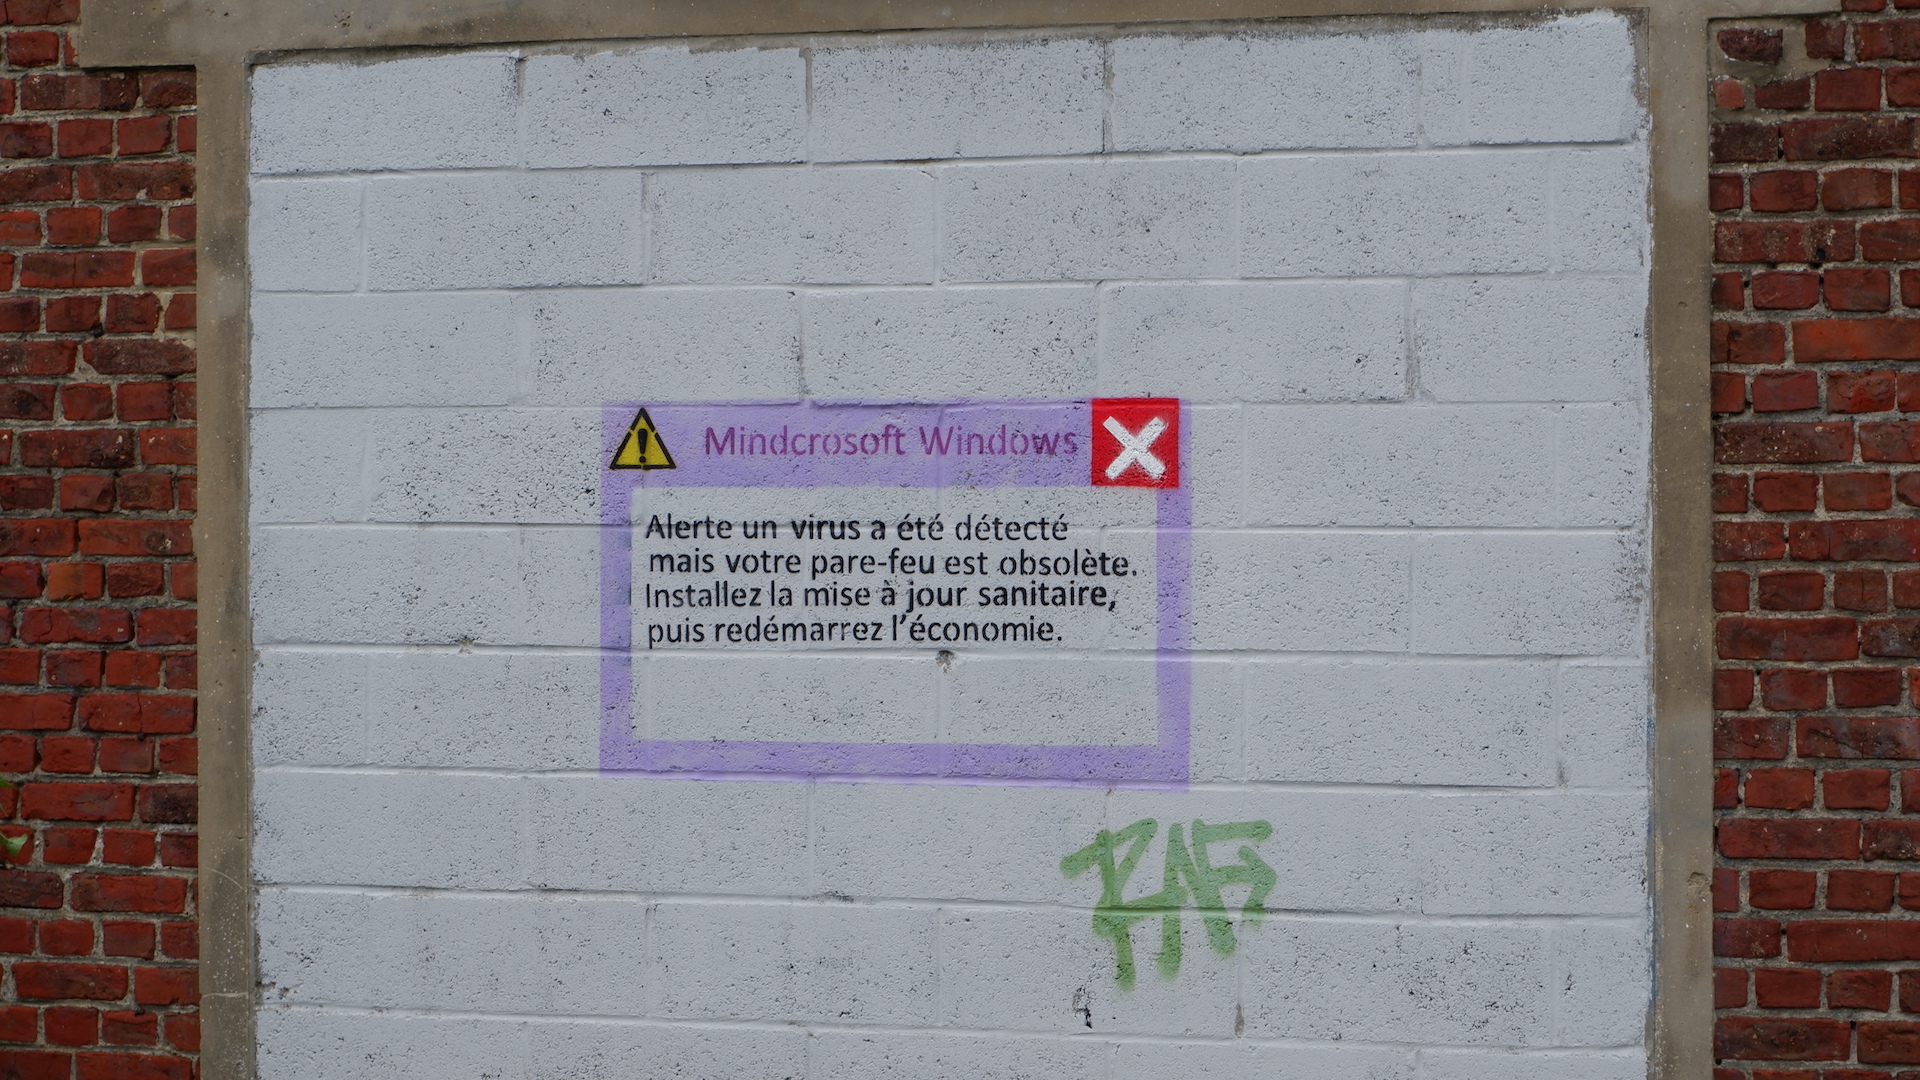 Mindcrosoft Windows
Alerte un virus a été détecté
mais votre pare-feu est obsolète.
Installez la mise à jour sanitaire,
puis redémarrez l'économie.
RAF